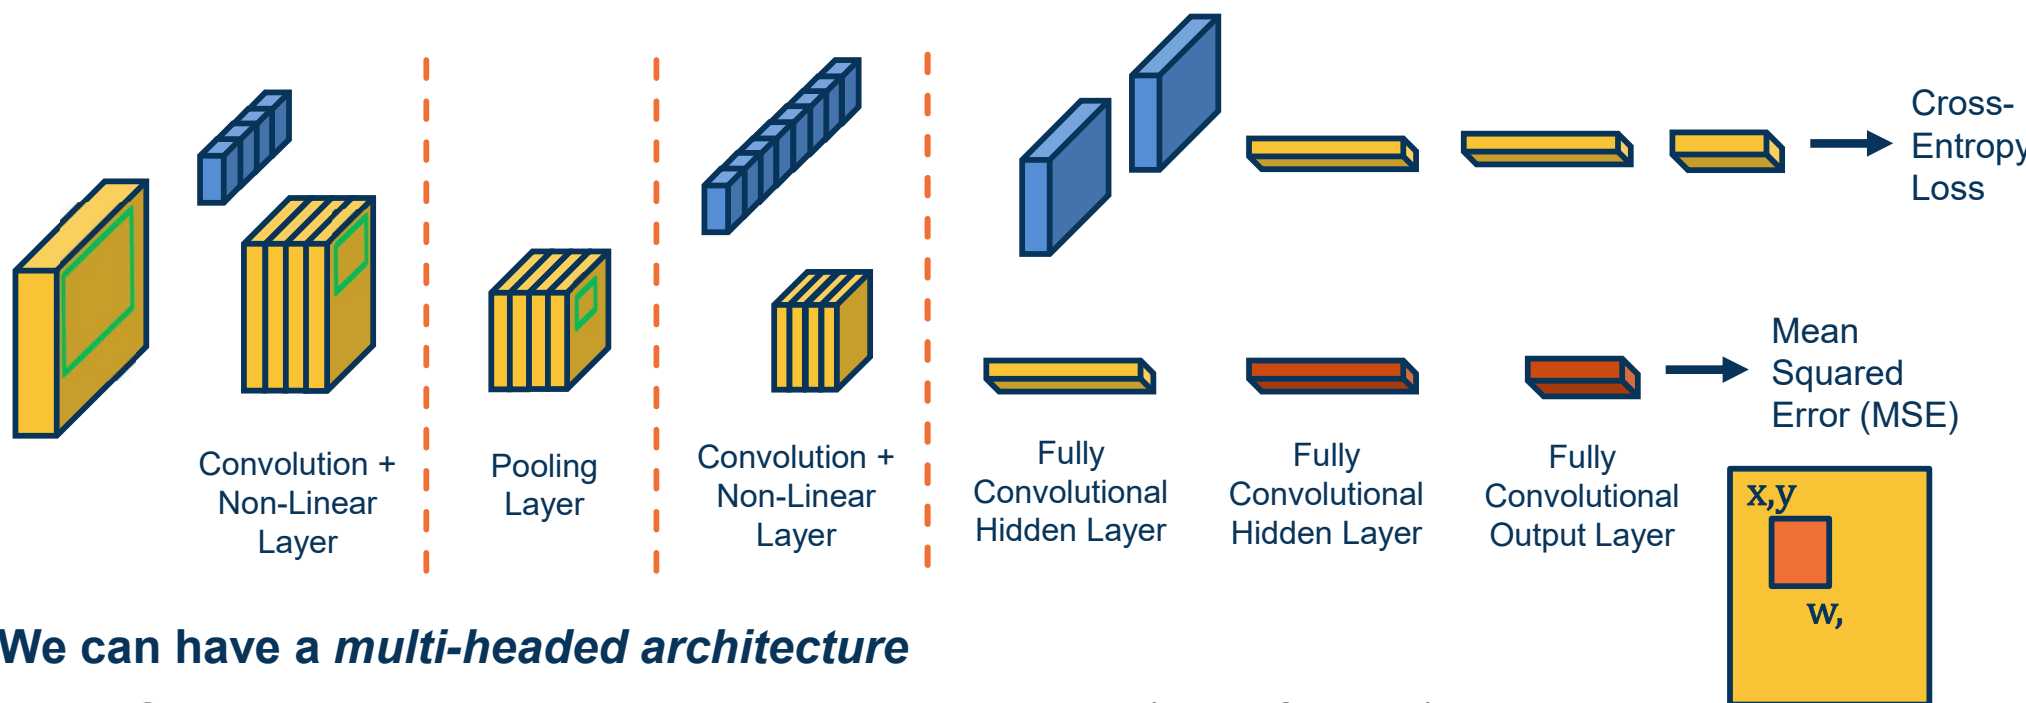 Cross-
Entropy
Loss
Mean
Squared
Error (MSE)
Convolution +
Non-Linear
Layer
Pooling
Layer
Convolution +
Non-Linear
Layer
Fully
Convolutional
Hidden Layer
Fully
Convolutional
Hidden Layer
Fully
Convolutional
Output Layer
x,y
w,
We can have a multi-headed architecture